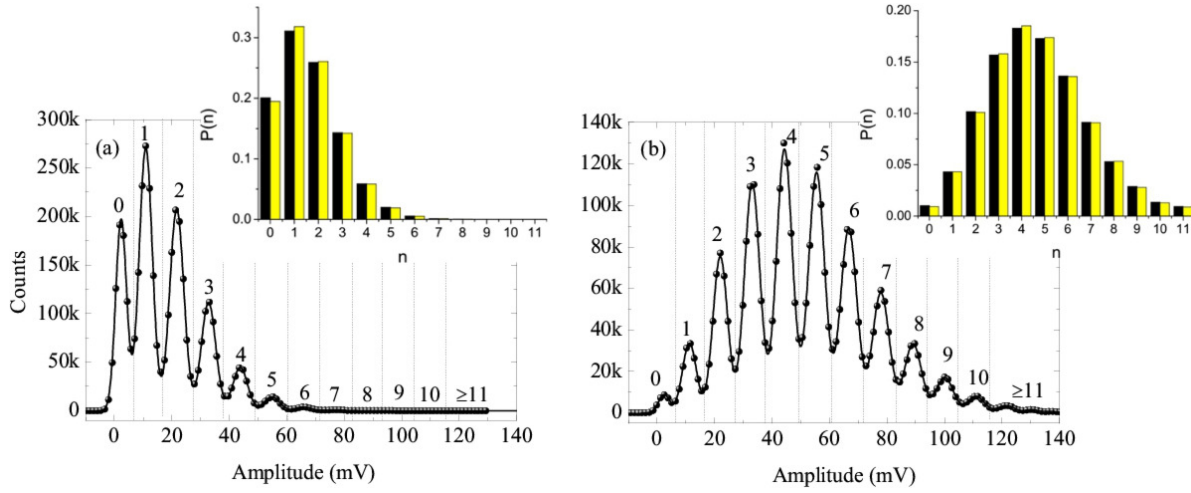 0.3
0.2
0.1
0.0
P(n)
0 1 2 3 4 5 6 7 8 9 10 11
n
300k
250k
200k
150k
100k
50k
0
Counts
(a)
0 1 2 3 4 5 6 7 8 9 10 ≥11
0 20 40 60 80 100 120 140
Amplitude (mV)
0.20
0.15
0.10
0.05
0.00
P(n)
0 1 2 3 4 5 6 7 8 9 10 11
n
140k
120k
100k
80k
60k
40k
20k
0
(b)
0 1 2 3 4 5 6 7 8 9 10 ≥11
0 20 40 60 80 100 120 140
Amplitude (mV)